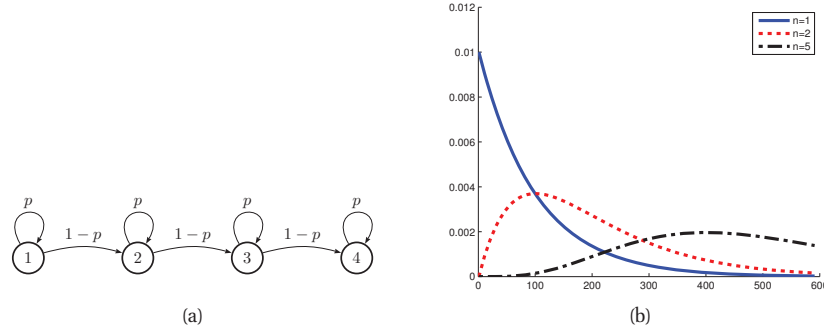 p p p p
1 − p 1 − p 1 − p
1 2 3 4
(a)
0.012
0.01
0.008
0.006
0.004
0.002
0
0 100 200 300 400 500 600
n=1
n=2
n=5
(b)